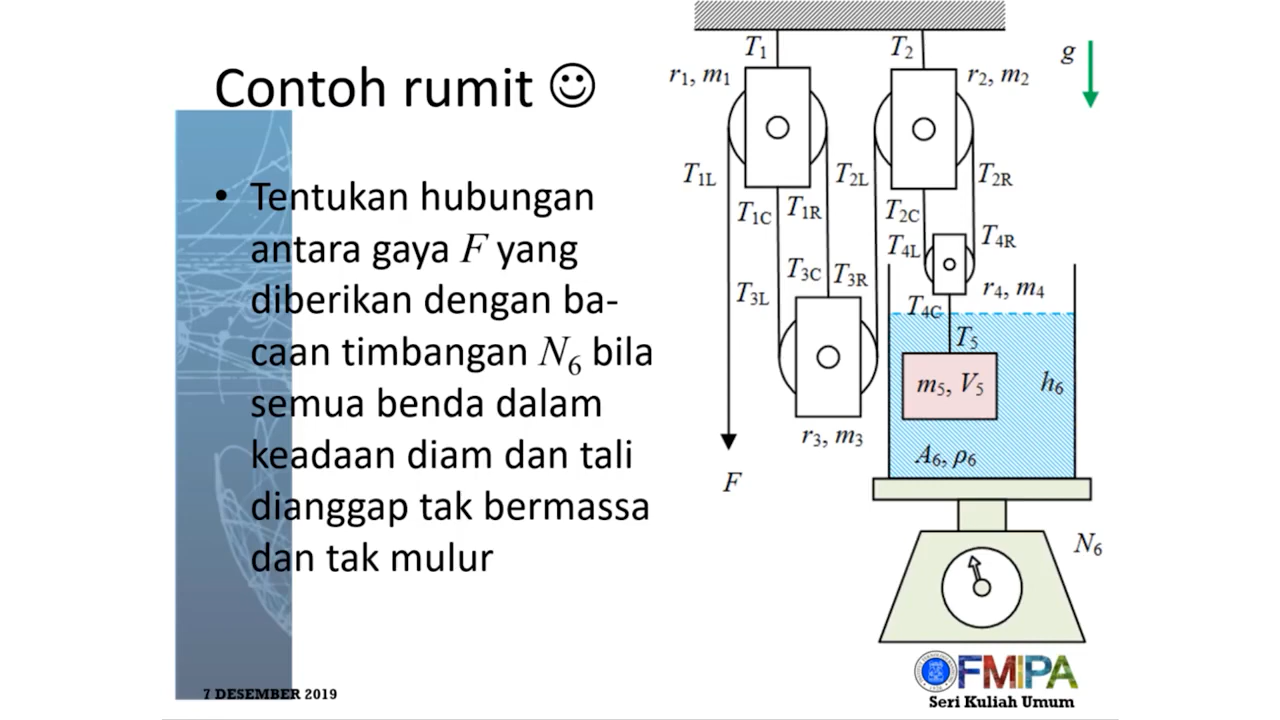 Contoh rumit ☺
• Tentukan hubungan
antara gaya F yang
diberikan dengan ba-
caan timbangan N₆ bila
semua benda dalam
keadaan diam dan tali
dianggap tak bermassa
dan tak mulur
T₁
T₂
g
r₁, m₁
r₂, m₂
T₁L
T₂L
T₂R
T₁C
T₁R
T₂C
T₄L
T₄R
T₃L
T₃C
T₃R
T₄C
r₄, m₄
T₅
m₅, V₅
h₆
r₃, m₃
A₆, ρ₆
F
N₆
FMIPA
Seri Kuliah Umum
7 DESEMBER 2019